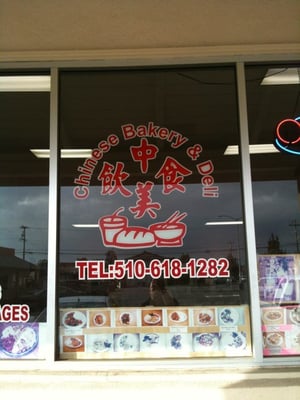 Chinese Bakery & Deli
中
飲 食
美
TEL:510-618-1282
AGES